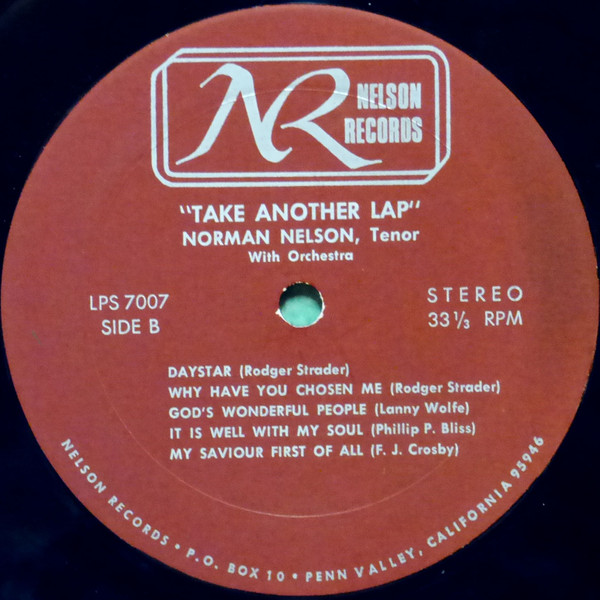 NR NELSON
RECORDS
"TAKE ANOTHER LAP"
NORMAN NELSON, Tenor
With Orchestra
LPS 7007
SIDE B
STEREO
33 1/3 RPM
DAYSTAR (Rodger Strader)
WHY HAVE YOU CHOSEN ME (Rodger Strader)
GOD'S WONDERFUL PEOPLE (Lanny Wolfe)
IT IS WELL WITH MY SOUL (Phillip P. Bliss)
MY SAVIOUR FIRST OF ALL (F. J. Crosby)
NELSON RECORDS • P.O. BOX 10 • PENN VALLEY, CALIFORNIA 95946